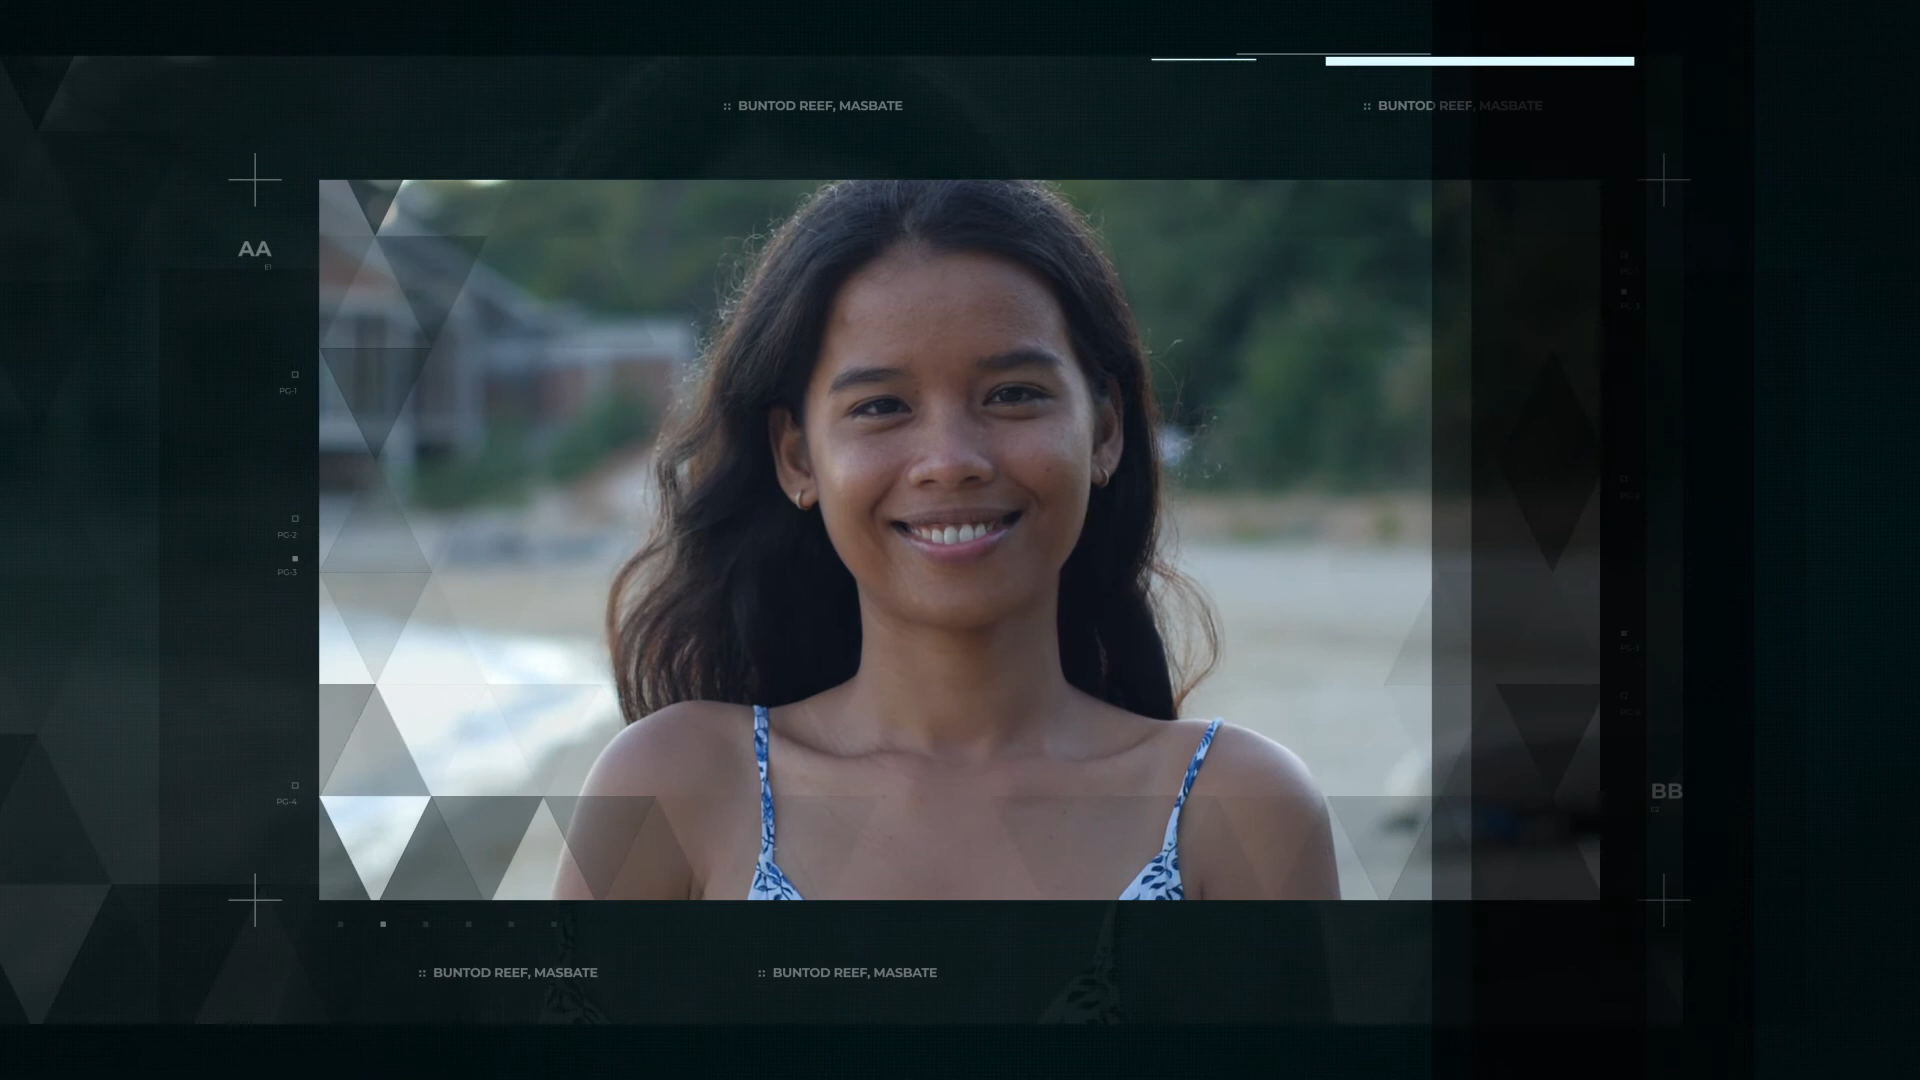 :: BUNTOD REEF, MASBATE
:: BUNTOD REEF, MASBATE
AA
PG-1
PG-2
PG-3
PG-4
BB
:: BUNTOD REEF, MASBATE
:: BUNTOD REEF, MASBATE